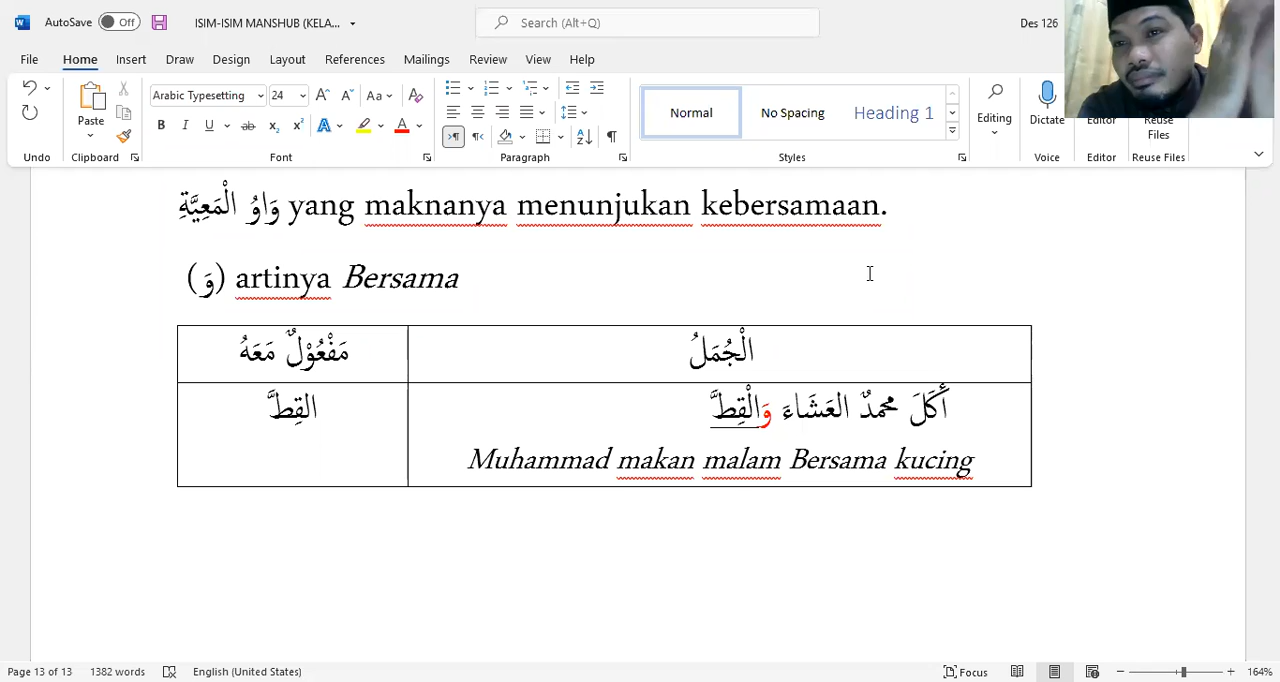 AutoSave Off ISIM-ISIM MANSHUB (KELA... Search (Alt+Q) Des 126
File Home Insert Draw Design Layout References Mailings Review View Help
Arabic Typesetting 24 Aa
Paste
Normal No Spacing Heading 1
Editing Dictate Editor Reuse Files
Undo Clipboard Font Paragraph Styles Voice Editor Reuse Files
وَاوُ الْمَعِيَّةِ yang maknanya menunjukan kebersamaan.
(وَ) artinya Bersama
الْجُمَلُ
مَفْعُوْلٌ مَعَهُ
أَكَلَ محمدٌ العَشَاءَ وَالْقِطَّ
Muhammad makan malam Bersama kucing
القِطَّ
Page 13 of 13 1382 words English (United States) Focus 164%